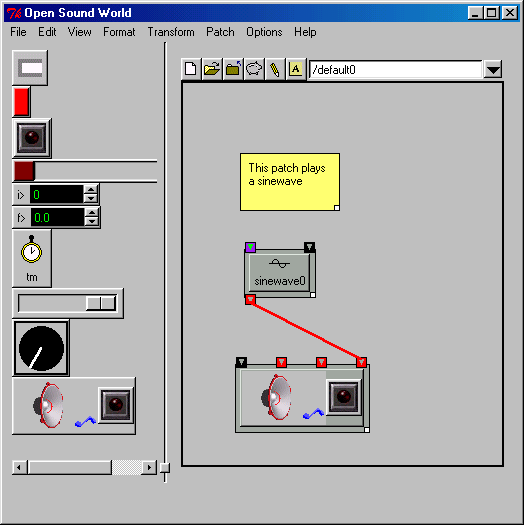 Open Sound World
File Edit View Format Transform Patch Options Help
A /default0
This patch plays
a sinewave
i> 0
f> 0.0
tm
sinewave0